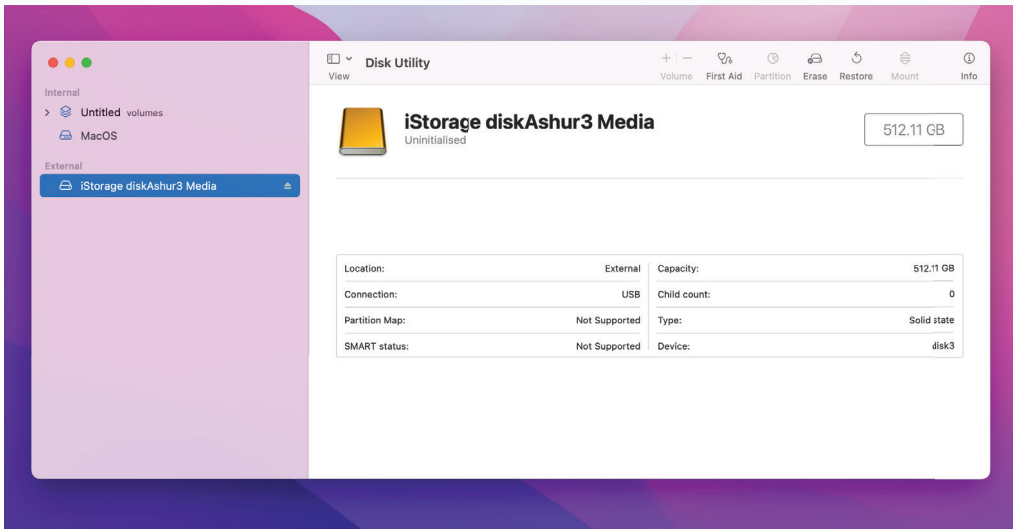 Internal
Untitled volumes
MacOS
External
iStorage diskAshur3 Media
View
Disk Utility
Volume
First Aid
Partition
Erase
Restore
Mount
Info
iStorage diskAshur3 Media
Uninitialised
512.11 GB
Location: External
Capacity: 512.11 GB
Connection: USB
Child count: 0
Partition Map: Not Supported
Type: Solid state
SMART status: Not Supported
Device: disk3